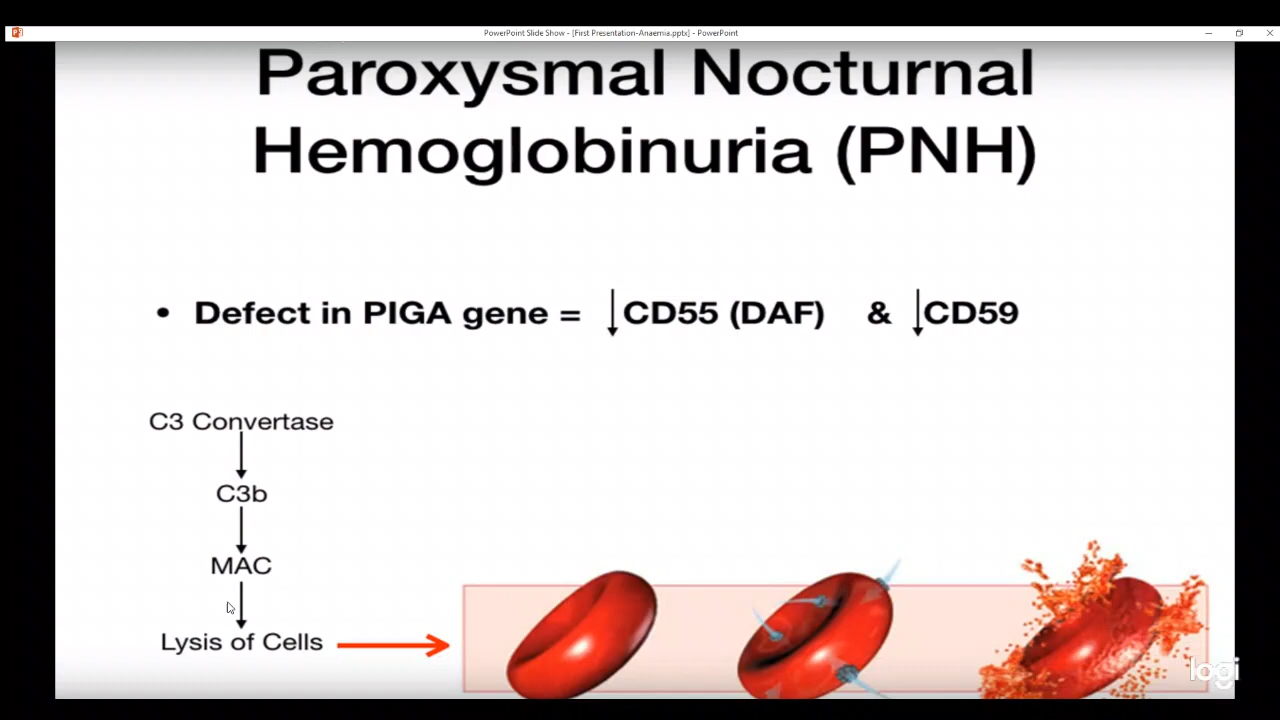 PowerPoint Slide Show - [First Presentation-Anaemia.pptx] - PowerPoint
Paroxysmal Nocturnal
Hemoglobinuria (PNH)
• Defect in PIGA gene = ↓CD55 (DAF) & ↓CD59
C3 Convertase
C3b
MAC
Lysis of Cells
logi